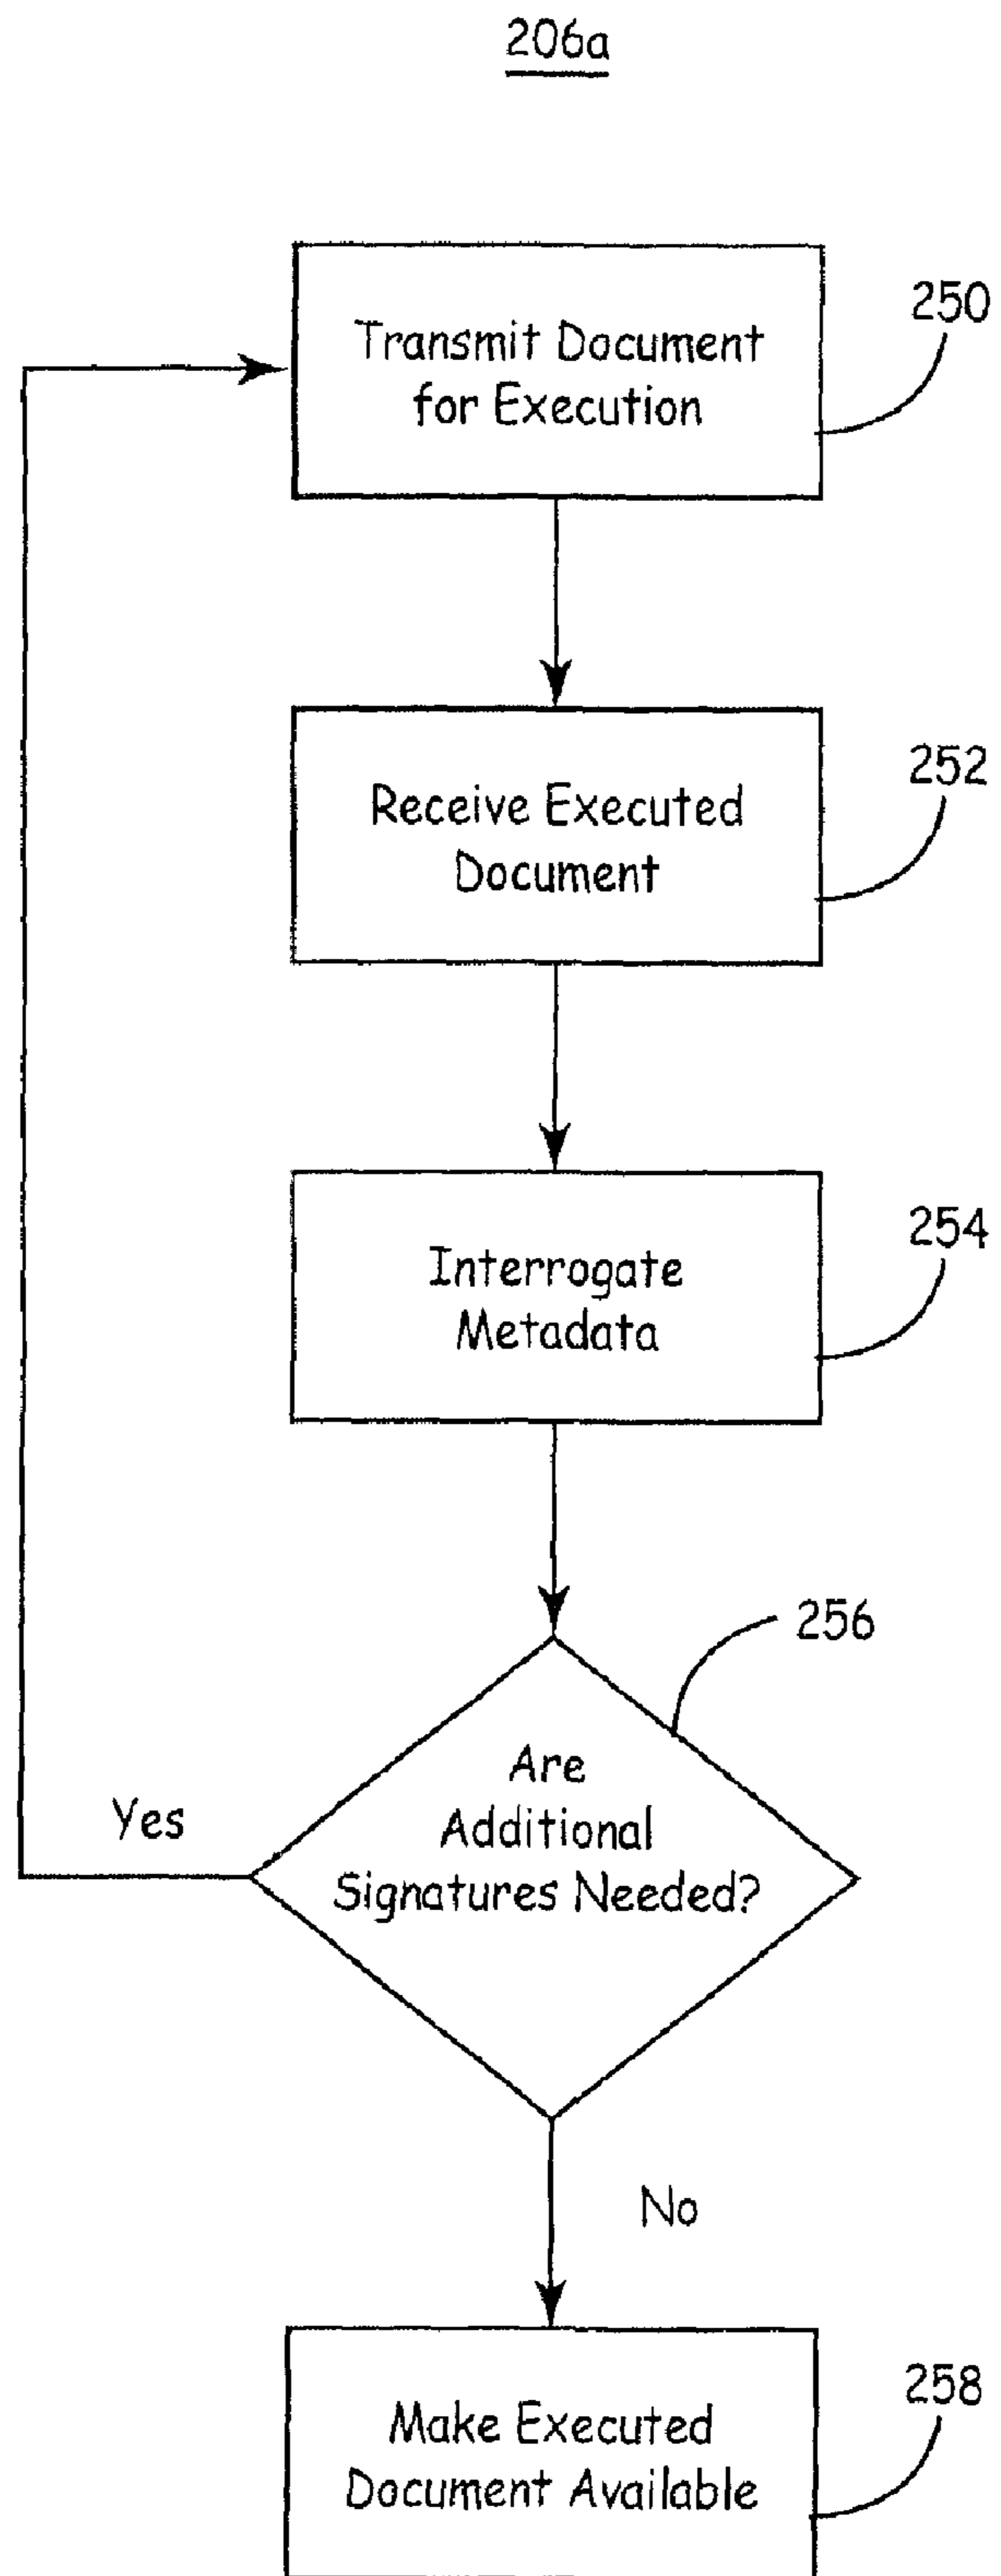 206a
Transmit Document
for Execution
250
Receive Executed
Document
252
Interrogate
Metadata
254
256
Are
Additional
Signatures Needed?
Yes
No
Make Executed
Document Available
258